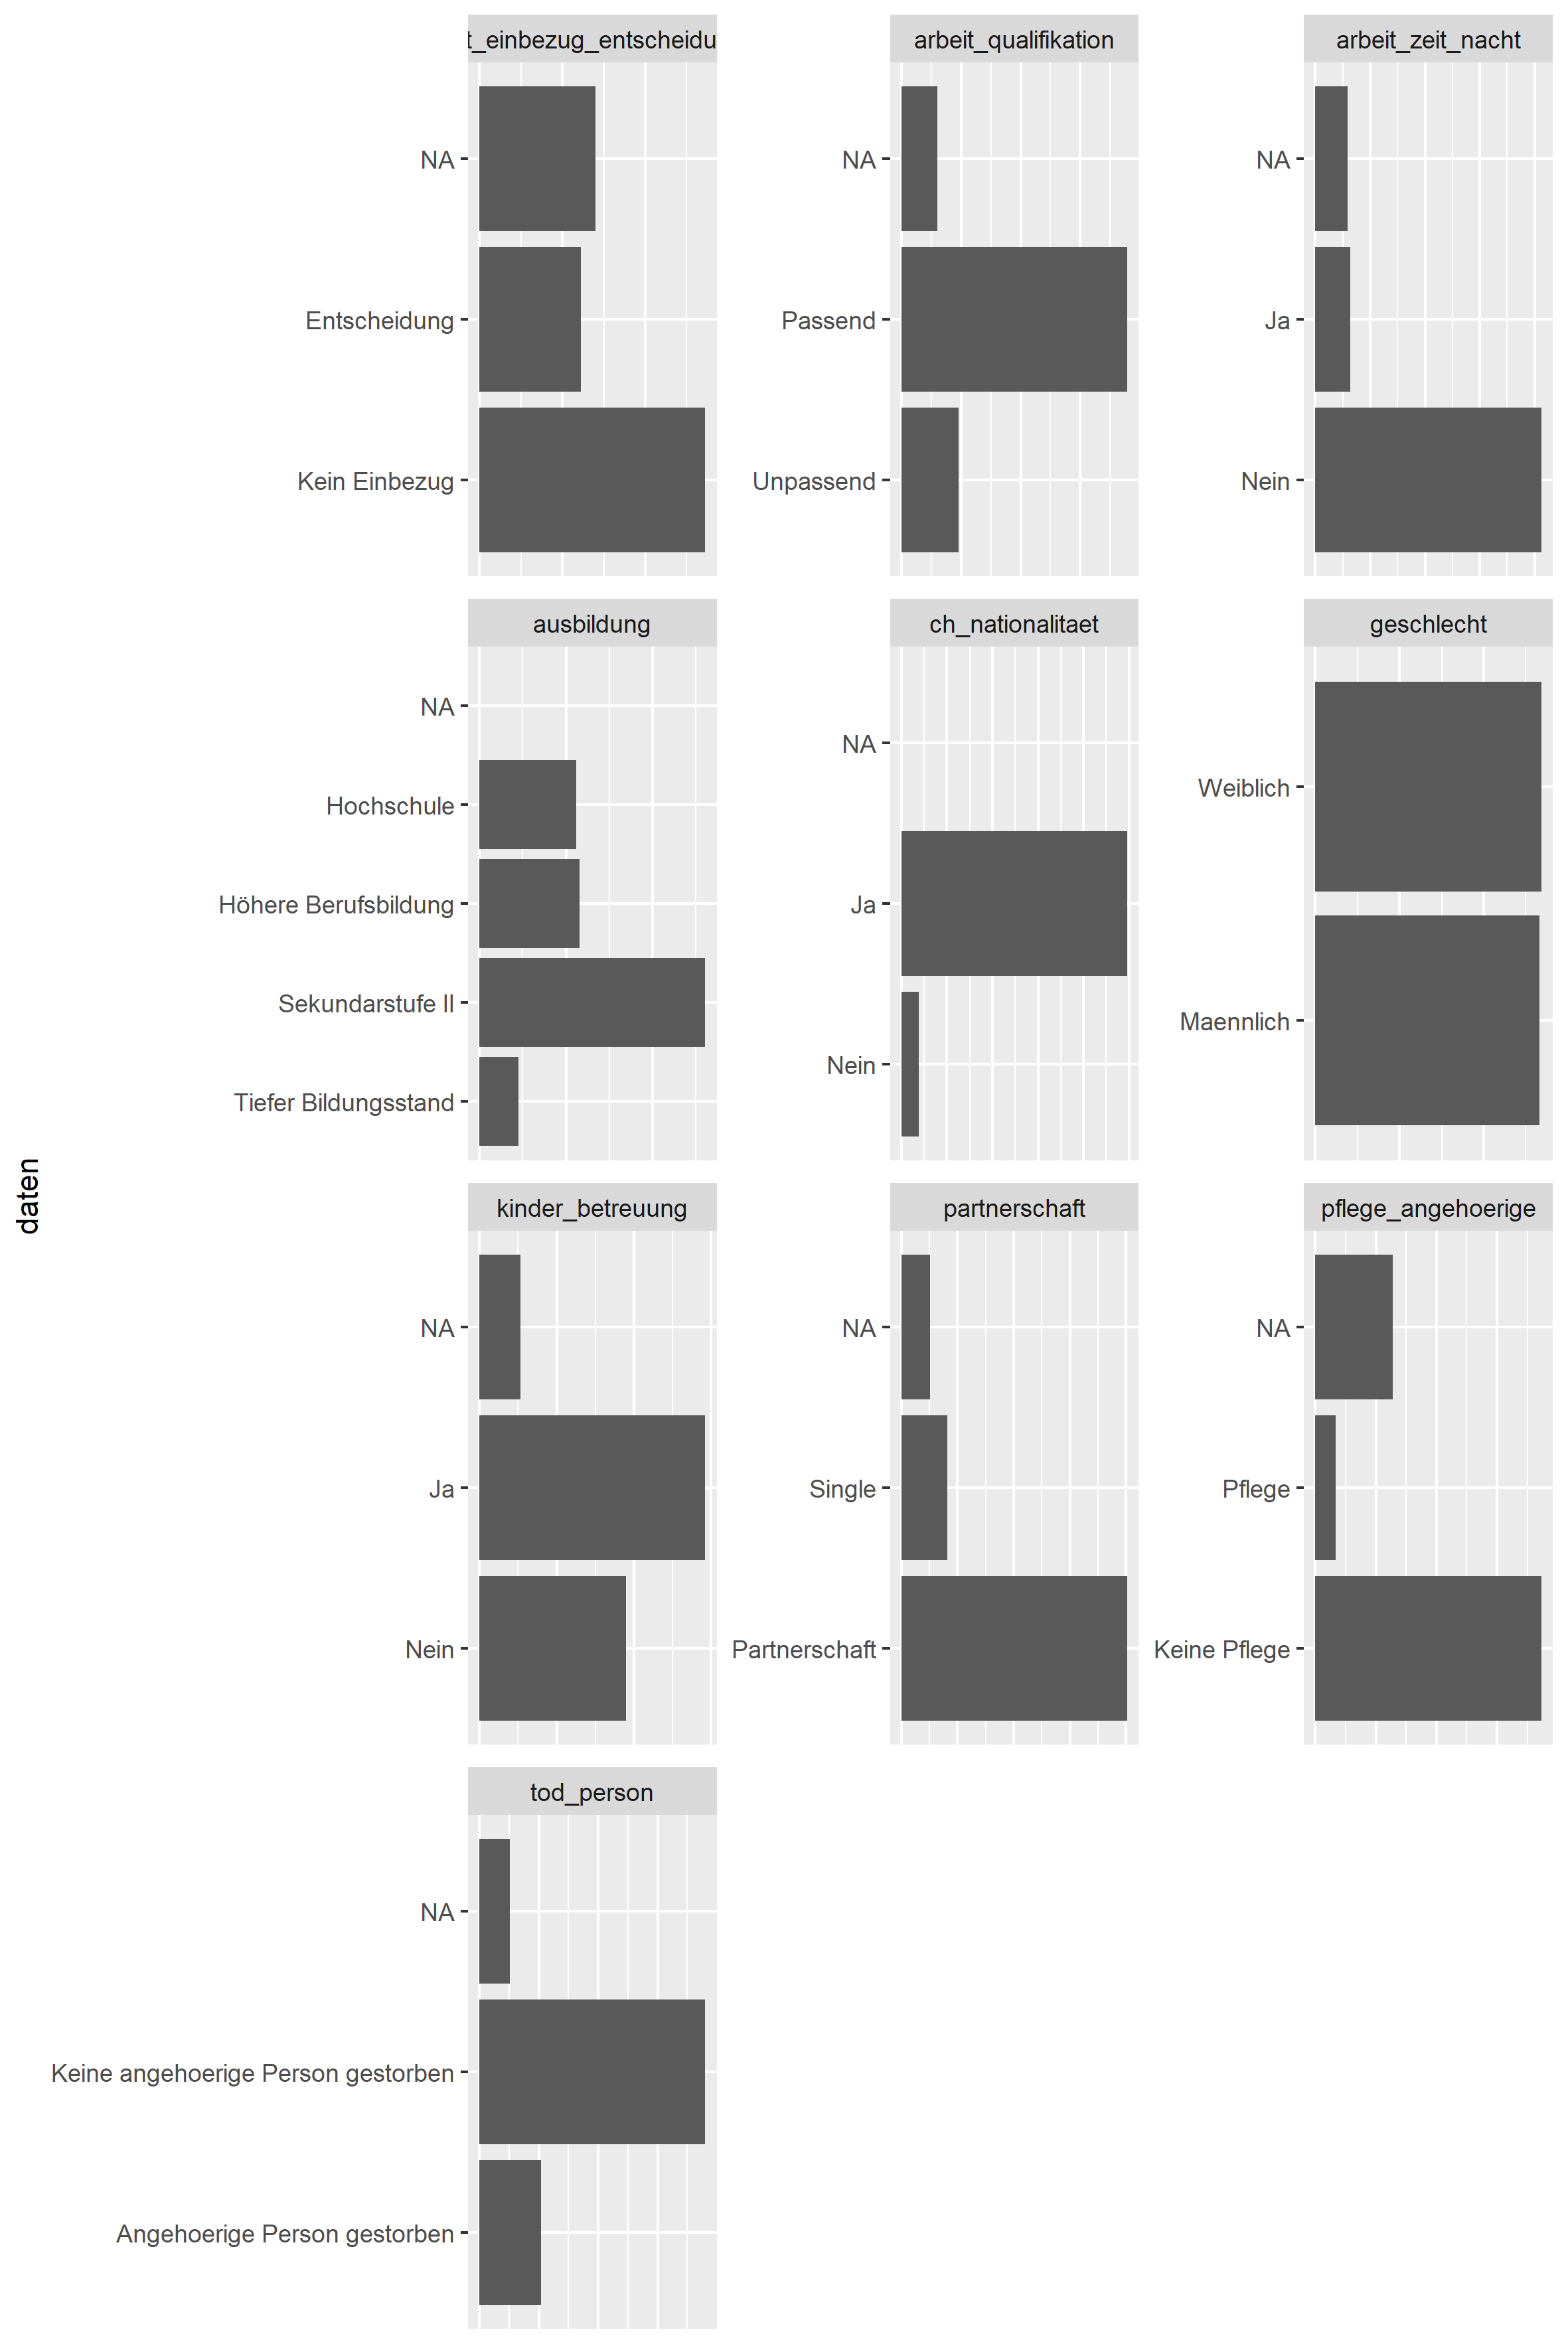 t_einbezug_entscheidu
arbeit_qualifikation
arbeit_zeit_nacht
NA
Entscheidung
Kein Einbezug
NA
Passend
Unpassend
NA
Ja
Nein
ausbildung
ch_nationalitaet
geschlecht
NA
Hochschule
Höhere Berufsbildung
Sekundarstufe II
Tiefer Bildungsstand
NA
Ja
Nein
Weiblich
Maennlich
daten
kinder_betreuung
partnerschaft
pflege_angehoerige
NA
Ja
Nein
NA
Single
Partnerschaft
NA
Pflege
Keine Pflege
tod_person
NA
Keine angehoerige Person gestorben
Angehoerige Person gestorben